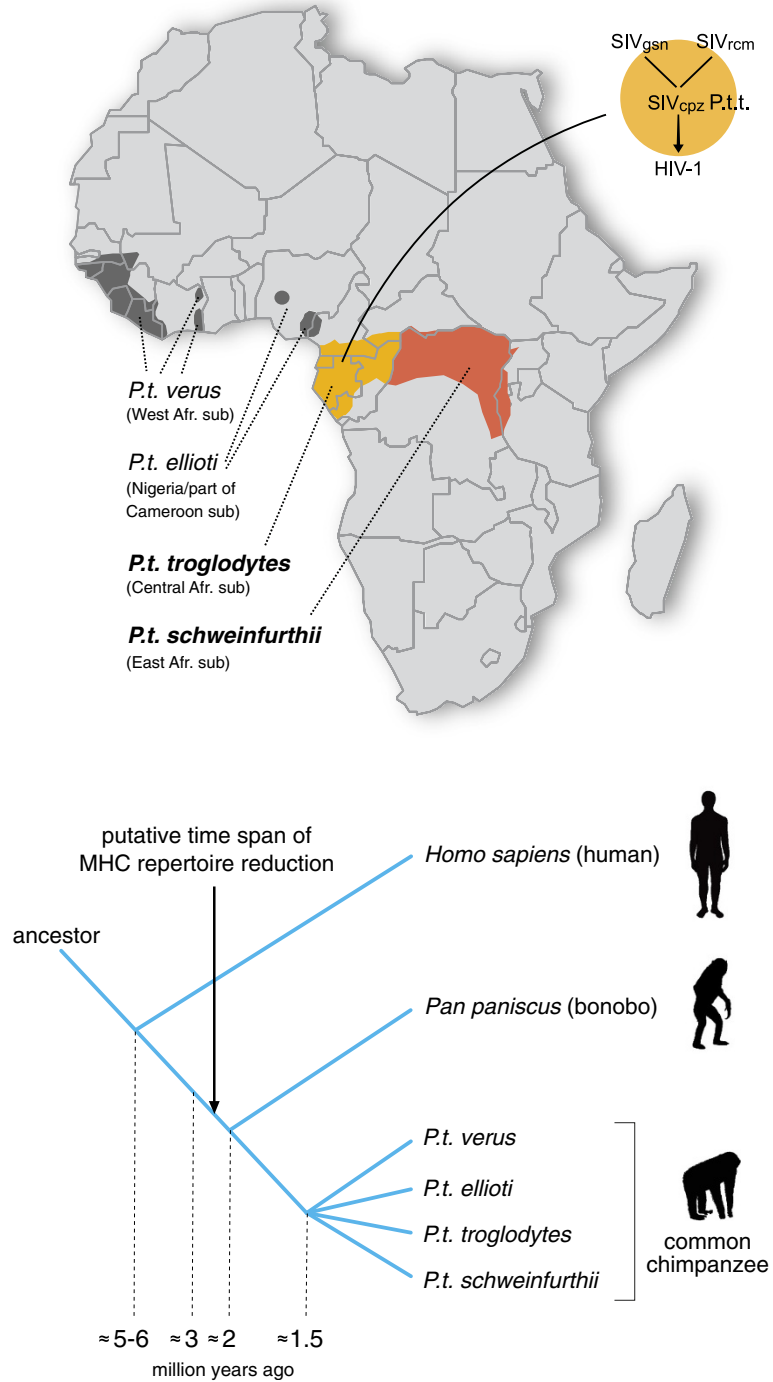 SIVgsn SIVrcm
SIVcpz P.t.t.
HIV-1
P.t. verus
(West Afr. sub)
P.t. ellioti
(Nigeria/part of
Cameroon sub)
P.t. troglodytes
(Central Afr. sub)
P.t. schweinfurthii
(East Afr. sub)
putative time span of
MHC repertoire reduction
ancestor
Homo sapiens (human)
Pan paniscus (bonobo)
P.t. verus
P.t. ellioti
P.t. troglodytes
P.t. schweinfurthii
common
chimpanzee
≈5-6 ≈3 ≈2 ≈1.5
million years ago